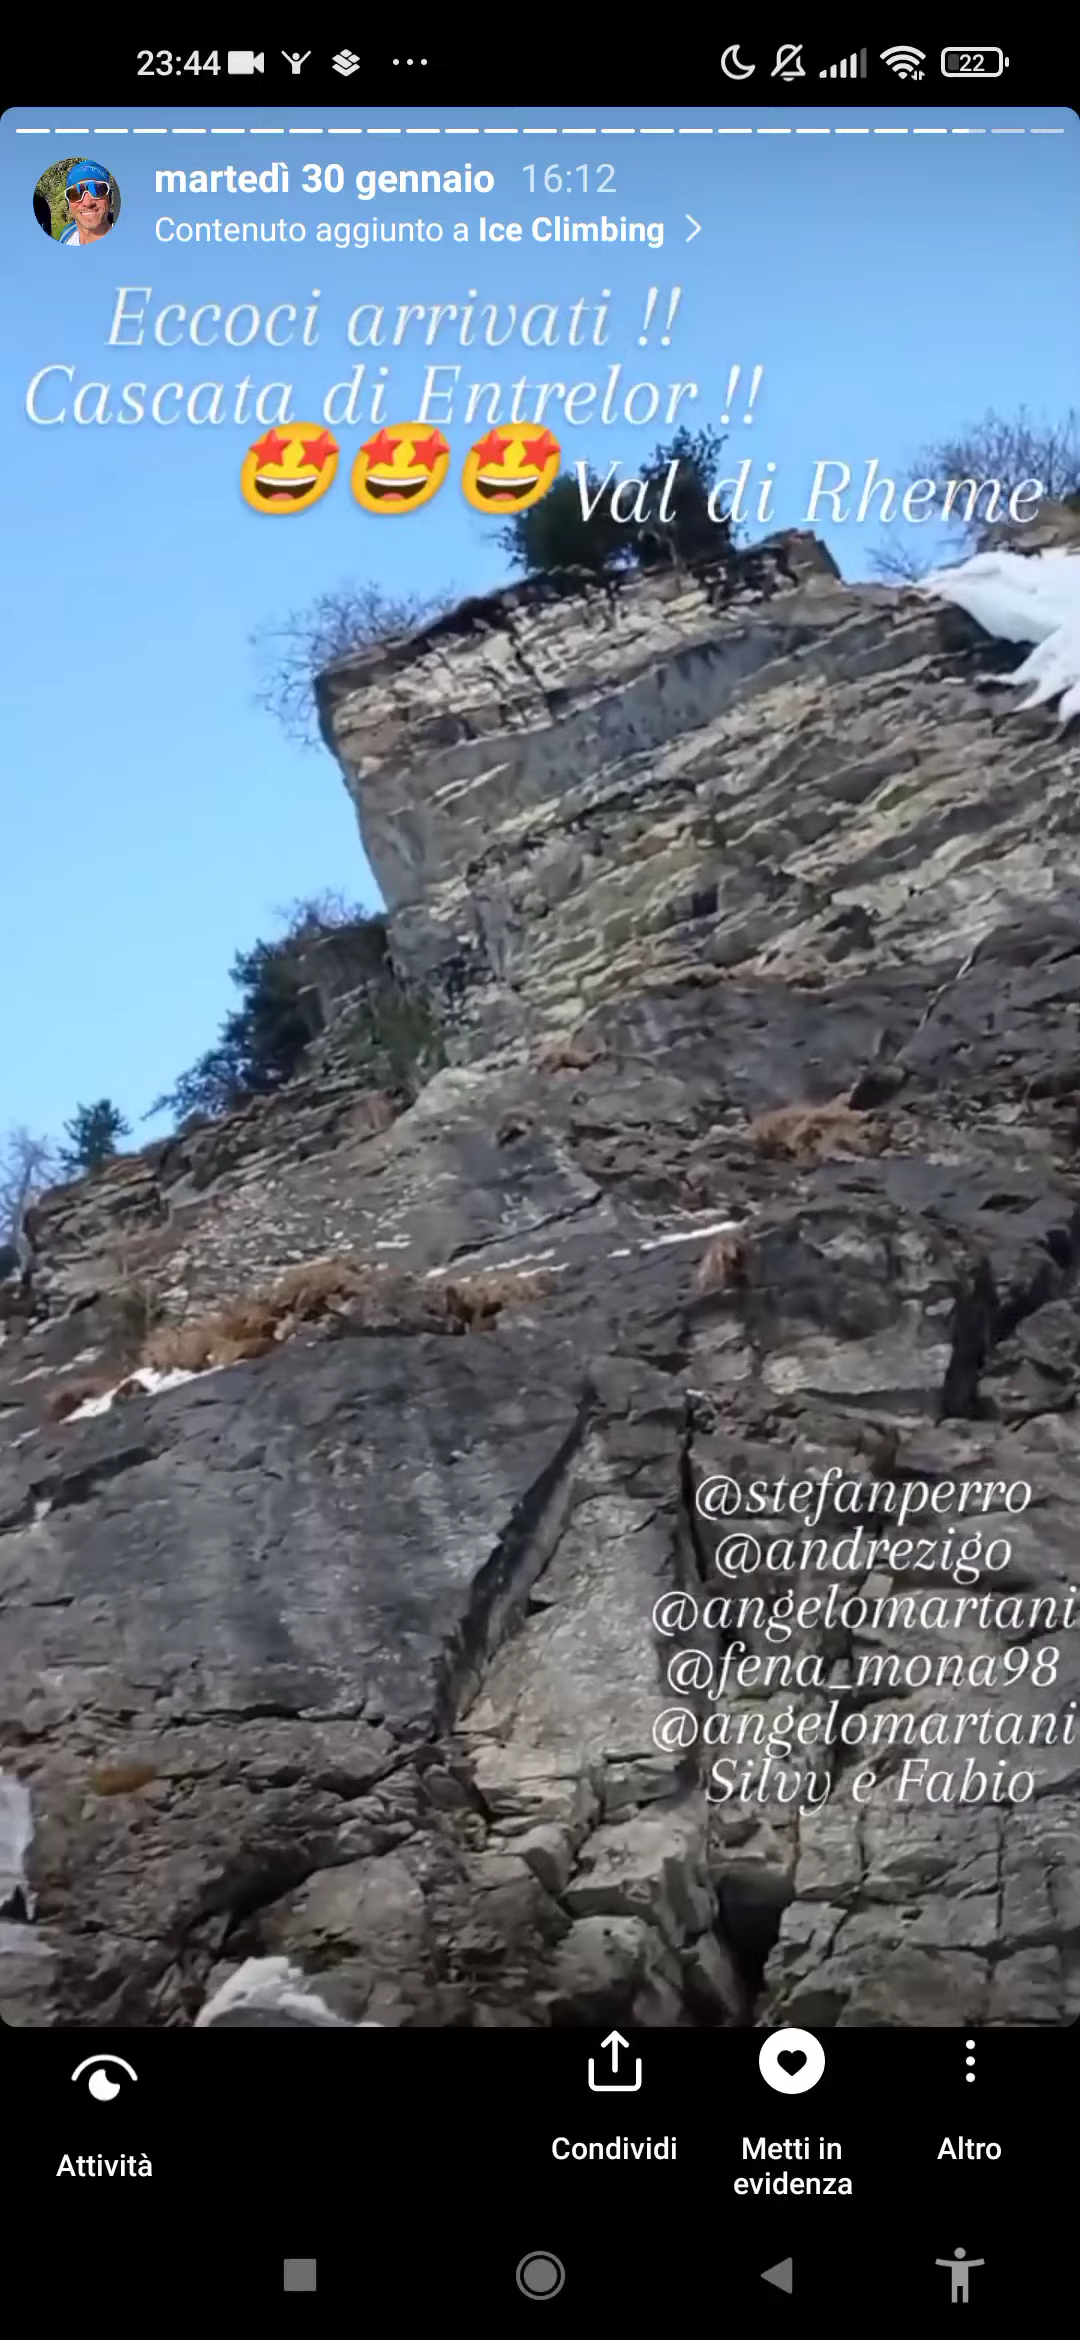 23:44
22
martedì 30 gennaio 16:12
Contenuto aggiunto a Ice Climbing
Eccoci arrivati !!
Cascata di Entrelor !!
Val di Rheme
@stefanperro
@andrezigo
@angelomartani
@fena_mona98
@angelomartani
Silvy e Fabio
Attività
Condividi
Metti in
evidenza
Altro